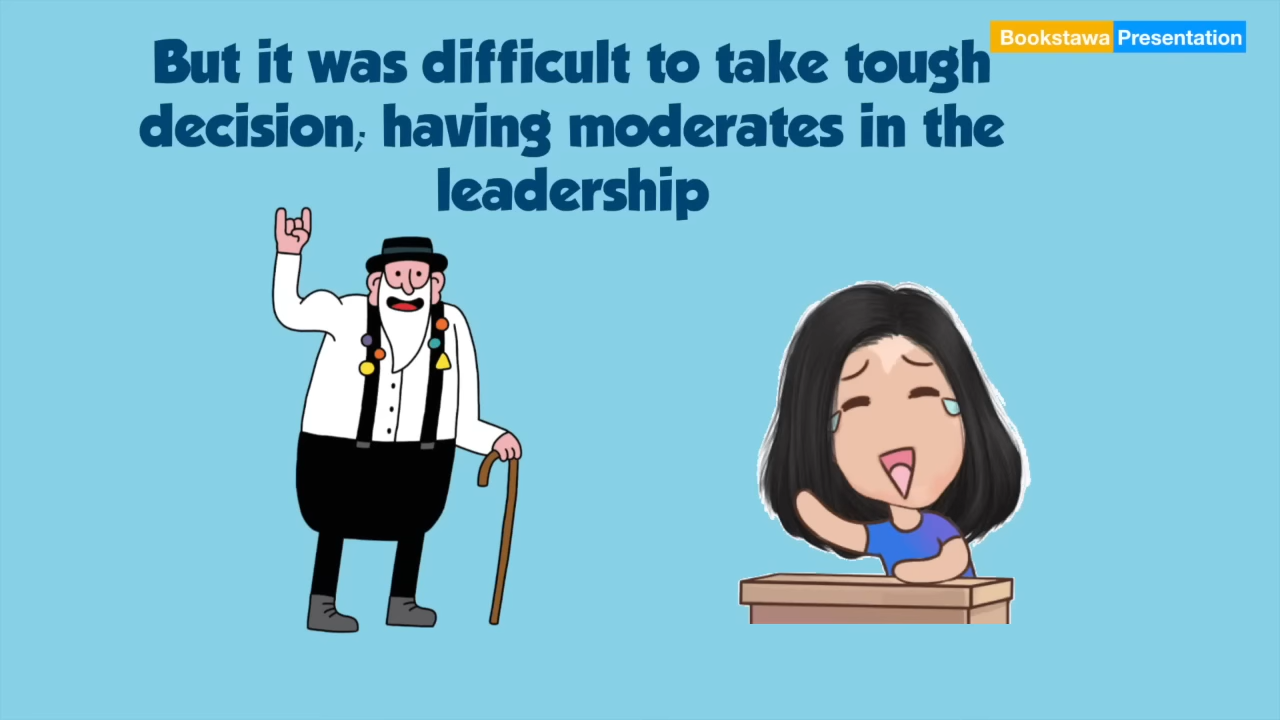 But it was difficult to take tough
decision; having moderates in the
leadership
Bookstawa Presentation